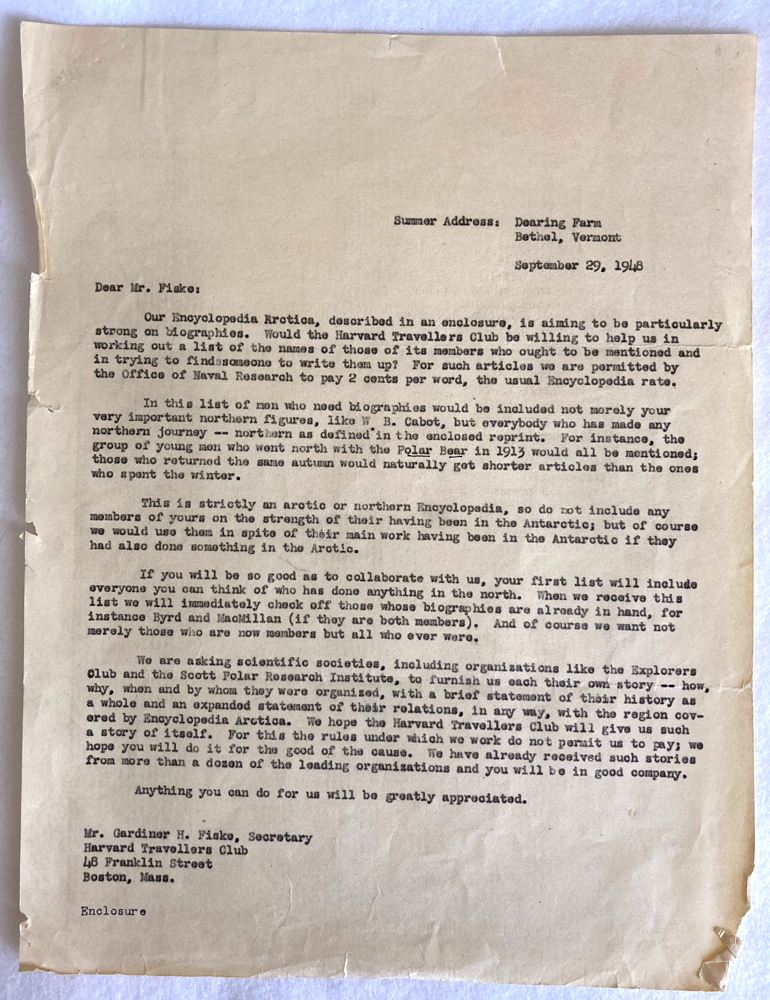 Summer Address: Dearing Farm
Bethel, Vermont
September 29, 1948
Dear Mr. Fiske:
Our Encyclopedia Arctica, described in an enclosure, is aiming to be particularly
strong on biographies. Would the Harvard Travellers Club be willing to help us in
working out a list of the names of those of its members who ought to be mentioned and
in trying to find someone to write them up? For such articles we are permitted by
the Office of Naval Research to pay 2 cents per word, the usual Encyclopedia rate.
In this list of men who need biographies would be included not merely your
very important northern figures, like W B. Cabot, but everybody who has made any
northern journey -- northern as defined in the enclosed reprint. For instance, the
group of young men who went north with the Polar Bear in 1913 would all be mentioned;
those who returned the same autumn would naturally get shorter articles than the ones
who spent the winter.
This is strictly an arctic or northern Encyclopedia, so do not include any
members of yours on the strength of their having been in the Antarctic; but of course
we would use them in spite of their main work having been in the Antarctic if they
had also done something in the Arctic.
If you will be so good as to collaborate with us, your first list will include
everyone you can think of who has done anything in the north. When we receive this
list we will immediately check off those whose biographies are already in hand, for
instance Byrd and MacMillan (if they are both members). And of course we want not
merely those who are now members but all who ever were.
We are asking scientific societies, including organizations like the Explorers
Club and the Scott Polar Research Institute, to furnish us each their own story -- how,
why, when and by whom they were organized, with a brief statement of their history as
a whole and an expanded statement of their relations, in any way, with the region cov-
ered by Encyclopedia Arctica. We hope the Harvard Travellers Club will give us such
a story of itself. For this the rules under which we work do not permit us to pay; we
hope you will do it for the good of the cause. We have already received such stories
from more than a dozen of the leading organizations and you will be in good company.
Anything you can do for us will be greatly appreciated.
Mr. Gardiner H. Fiske, Secretary
Harvard Travellers Club
48 Franklin Street
Boston, Mass.
Enclosure